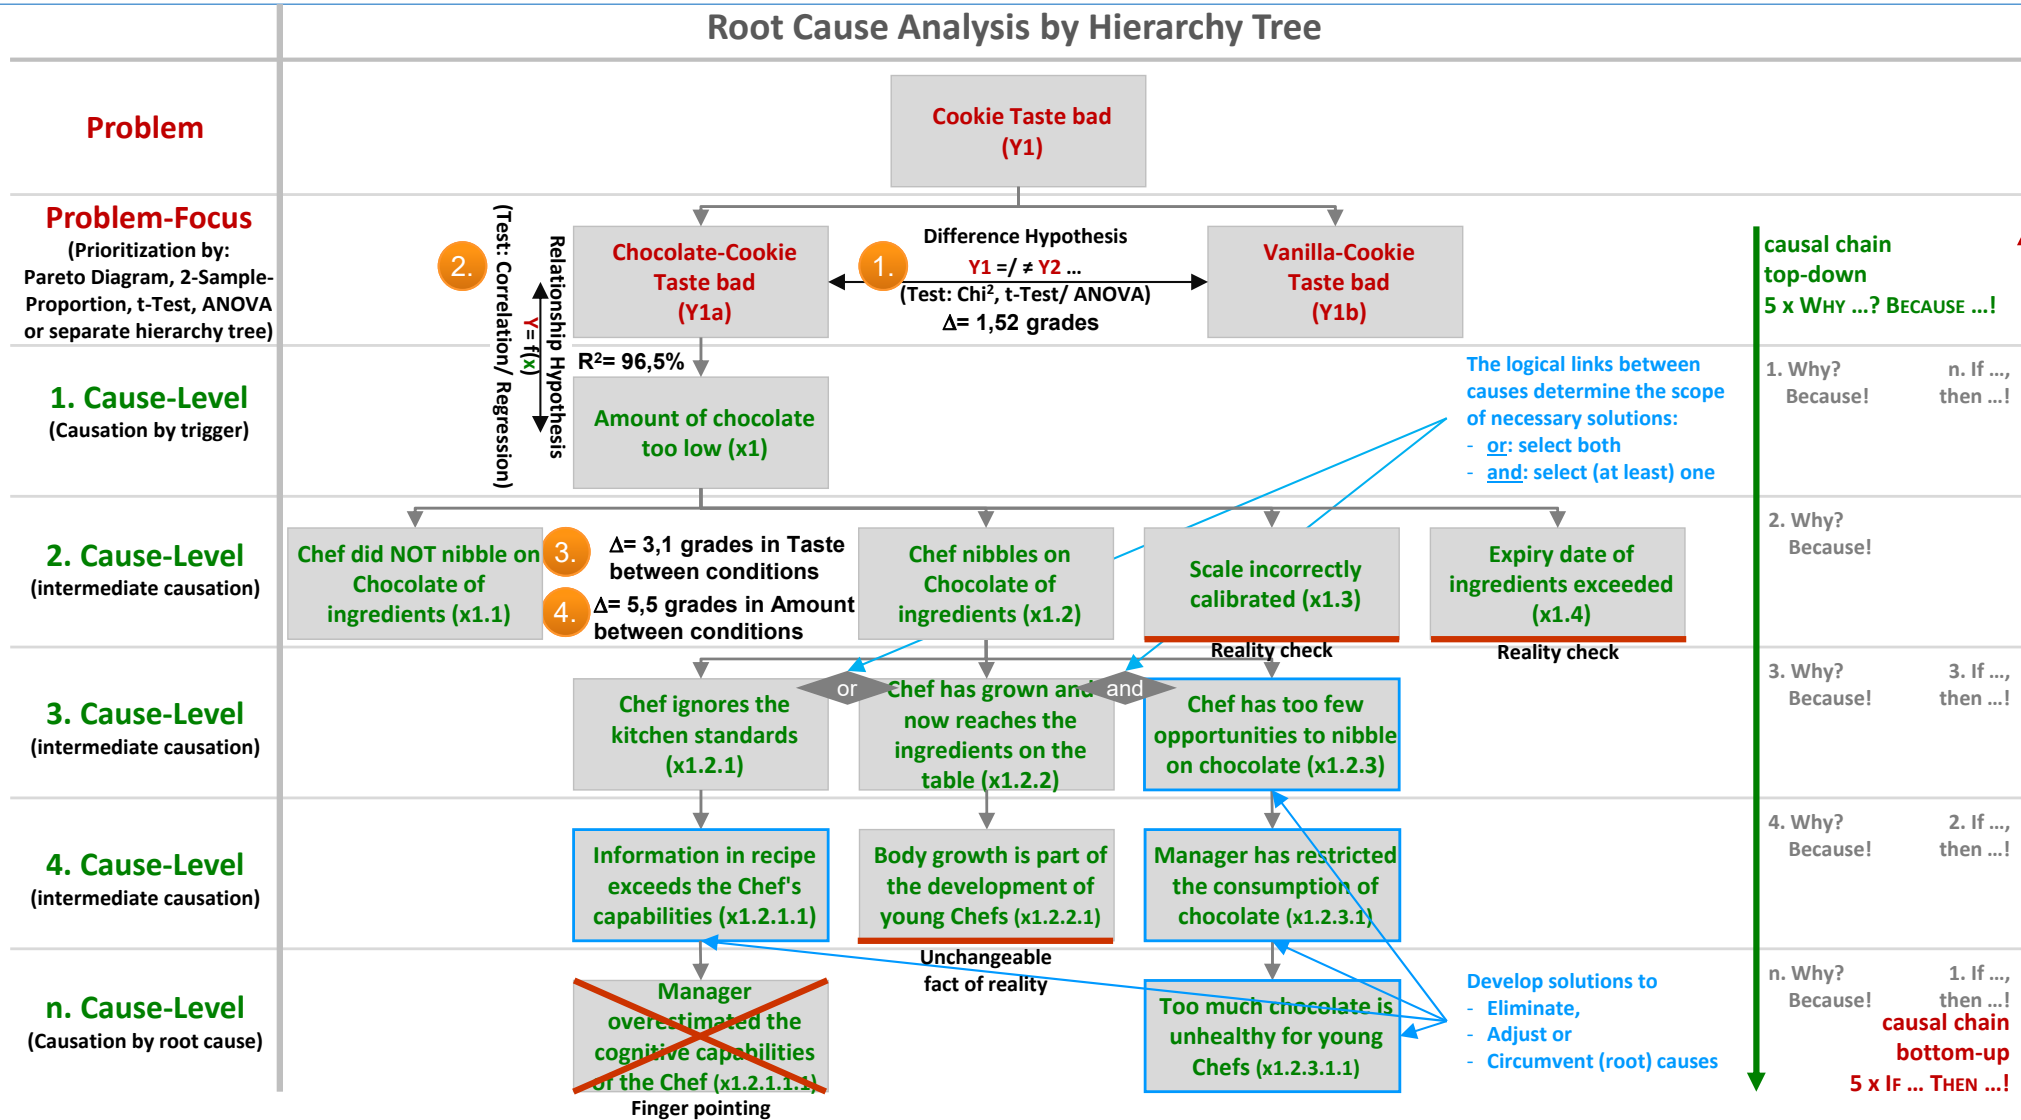 Root Cause Analysis by Hierarchy Tree
Problem
Cookie Taste bad
(Y1)
Problem-Focus
(Prioritization by:
Pareto Diagram, 2-Sample-
Proportion, t-Test, ANOVA
or separate hierarchy tree)
2.
(Test: Correlation/ Regression)
Y= f(x)
Relationship Hypothesis
Chocolate-Cookie
Taste bad
(Y1a)
1.
Difference Hypothesis
Y1 =/ ≠ Y2 ...
(Test: Chi², t-Test/ ANOVA)
Δ= 1,52 grades
Vanilla-Cookie
Taste bad
(Y1b)
causal chain
top-down
5 x WHY ...? BECAUSE ...!
1. Cause-Level
(Causation by trigger)
R²= 96,5%
Amount of chocolate
too low (x1)
The logical links between
causes determine the scope
of necessary solutions:
- or: select both
- and: select (at least) one
1. Why?
Because!
n. If ...,
then ...!
2. Cause-Level
(intermediate causation)
Chef did NOT nibble on
Chocolate of
ingredients (x1.1)
3.
Δ= 3,1 grades in Taste
between conditions
4.
Δ= 5,5 grades in Amount
between conditions
Chef nibbles on
Chocolate of
ingredients (x1.2)
Scale incorrectly
calibrated (x1.3)
Reality check
Expiry date of
ingredients exceeded
(x1.4)
Reality check
2. Why?
Because!
3. Cause-Level
(intermediate causation)
Chef ignores the
kitchen standards
(x1.2.1)
or
Chef has grown and
now reaches the
ingredients on the
table (x1.2.2)
and
Chef has too few
opportunities to nibble
on chocolate (x1.2.3)
3. Why?
Because!
3. If ...,
then ...!
4. Cause-Level
(intermediate causation)
Information in recipe
exceeds the Chef's
capabilities (x1.2.1.1)
Body growth is part of
the development of
young Chefs (x1.2.2.1)
Unchangeable
fact of reality
Manager has restricted
the consumption of
chocolate (x1.2.3.1)
4. Why?
Because!
2. If ...,
then ...!
n. Cause-Level
(Causation by root cause)
Manager
overestimated the
cognitive capabilities
of the Chef (x1.2.1.1.1)
Finger pointing
Too much chocolate is
unhealthy for young
Chefs (x1.2.3.1.1)
Develop solutions to
- Eliminate,
- Adjust or
- Circumvent (root) causes
n. Why?
Because!
1. If ...,
then ...!
causal chain
bottom-up
5 x IF ... THEN ...!